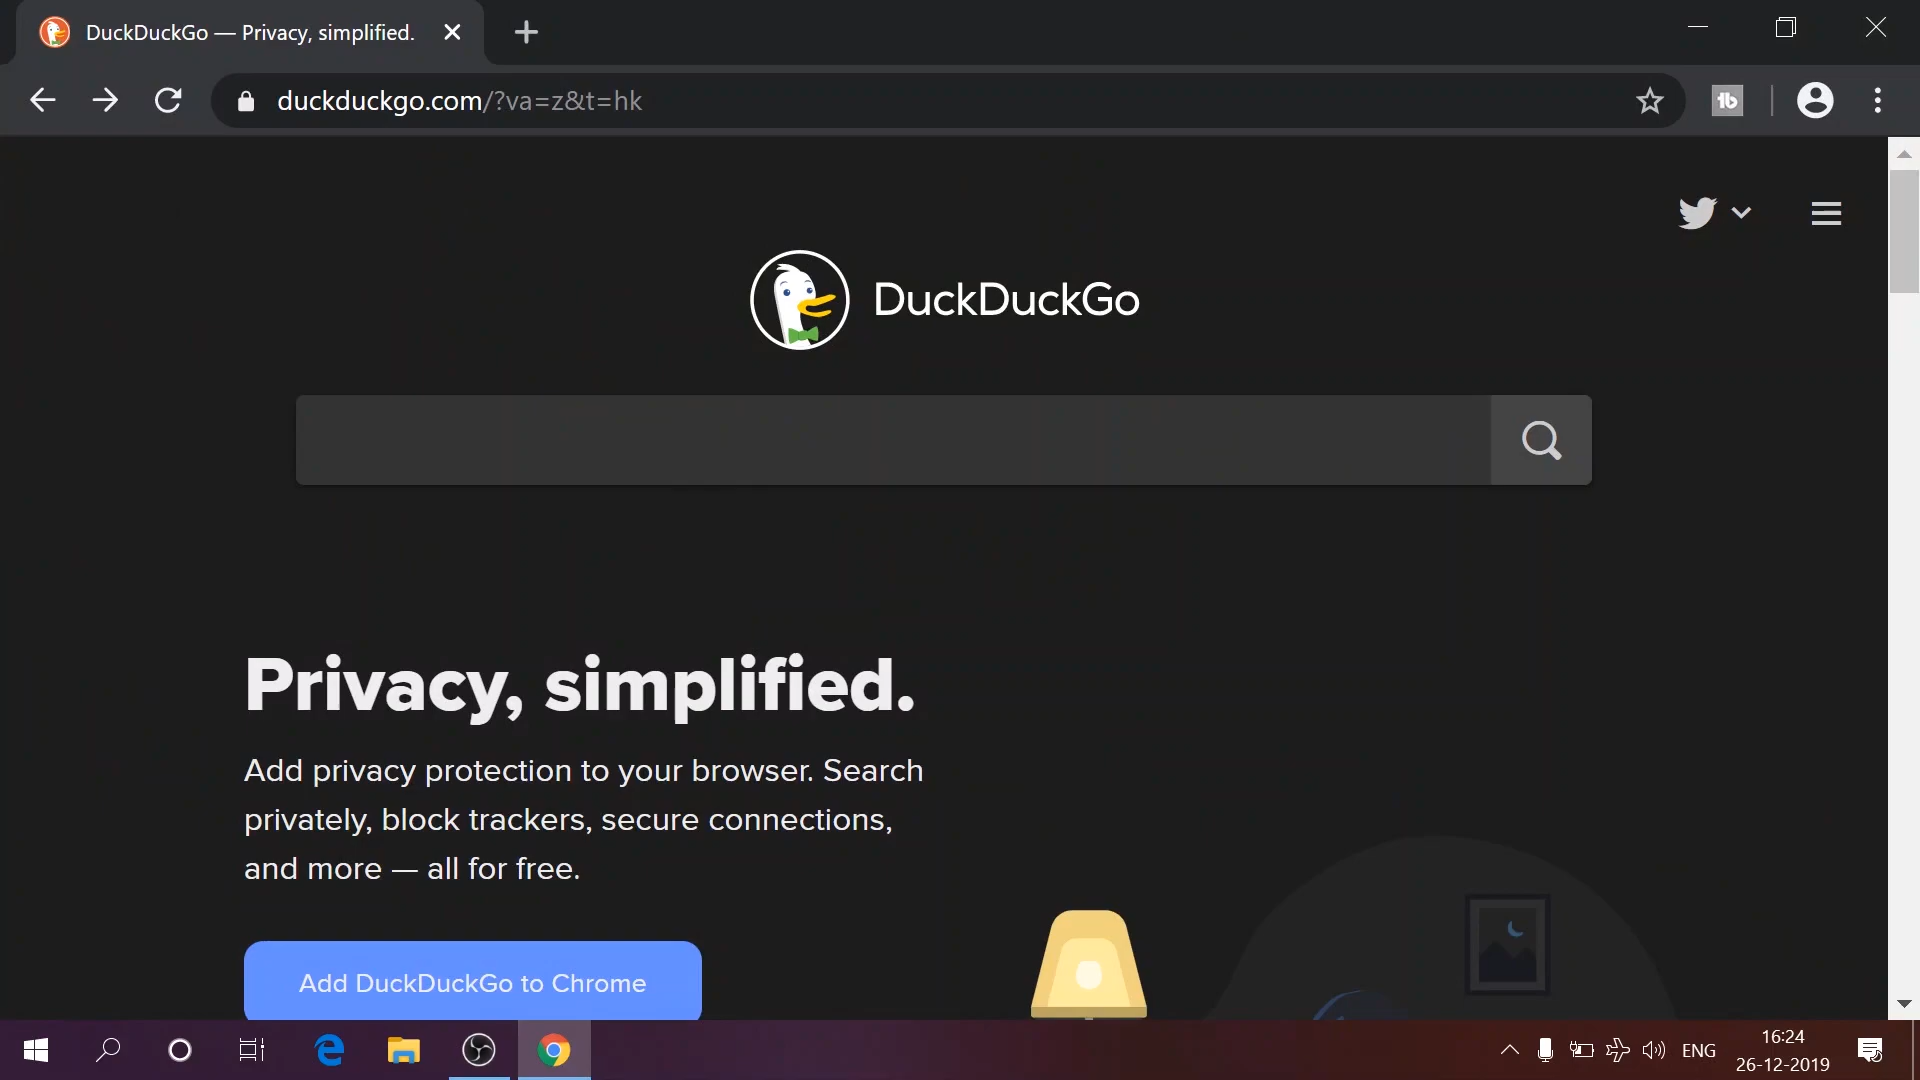 DuckDuckGo — Privacy, simplified.
duckduckgo.com/?va=z&t=hk
DuckDuckGo
Privacy, simplified.
Add privacy protection to your browser. Search
privately, block trackers, secure connections,
and more — all for free.
Add DuckDuckGo to Chrome
ENG
16:24
26-12-2019